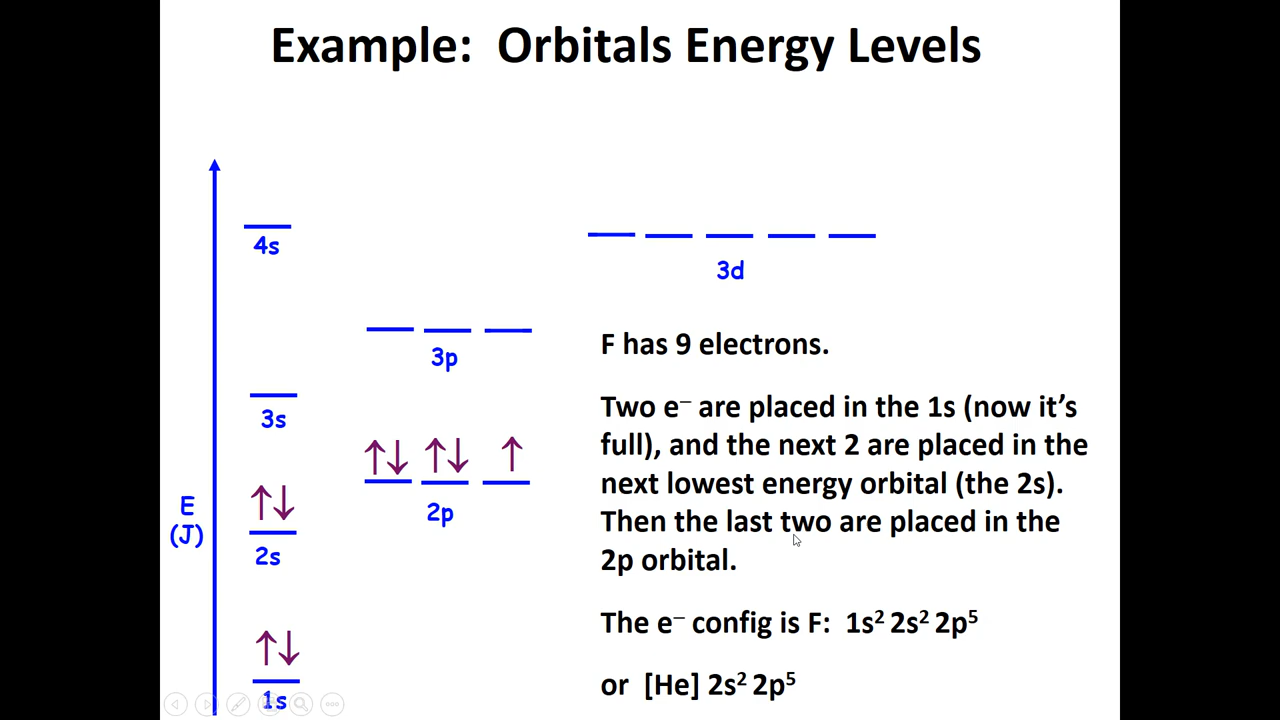 Example: Orbitals Energy Levels
4s
3d
3p
F has 9 electrons.
3s
Two e⁻ are placed in the 1s (now it’s
full), and the next 2 are placed in the
next lowest energy orbital (the 2s).
Then the last two are placed in the
2p orbital.
↑↓ ↑↓ ↑
2p
E
(J)
↑↓
2s
The e⁻ config is F: 1s² 2s² 2p⁵
or [He] 2s² 2p⁵
↑↓
1s